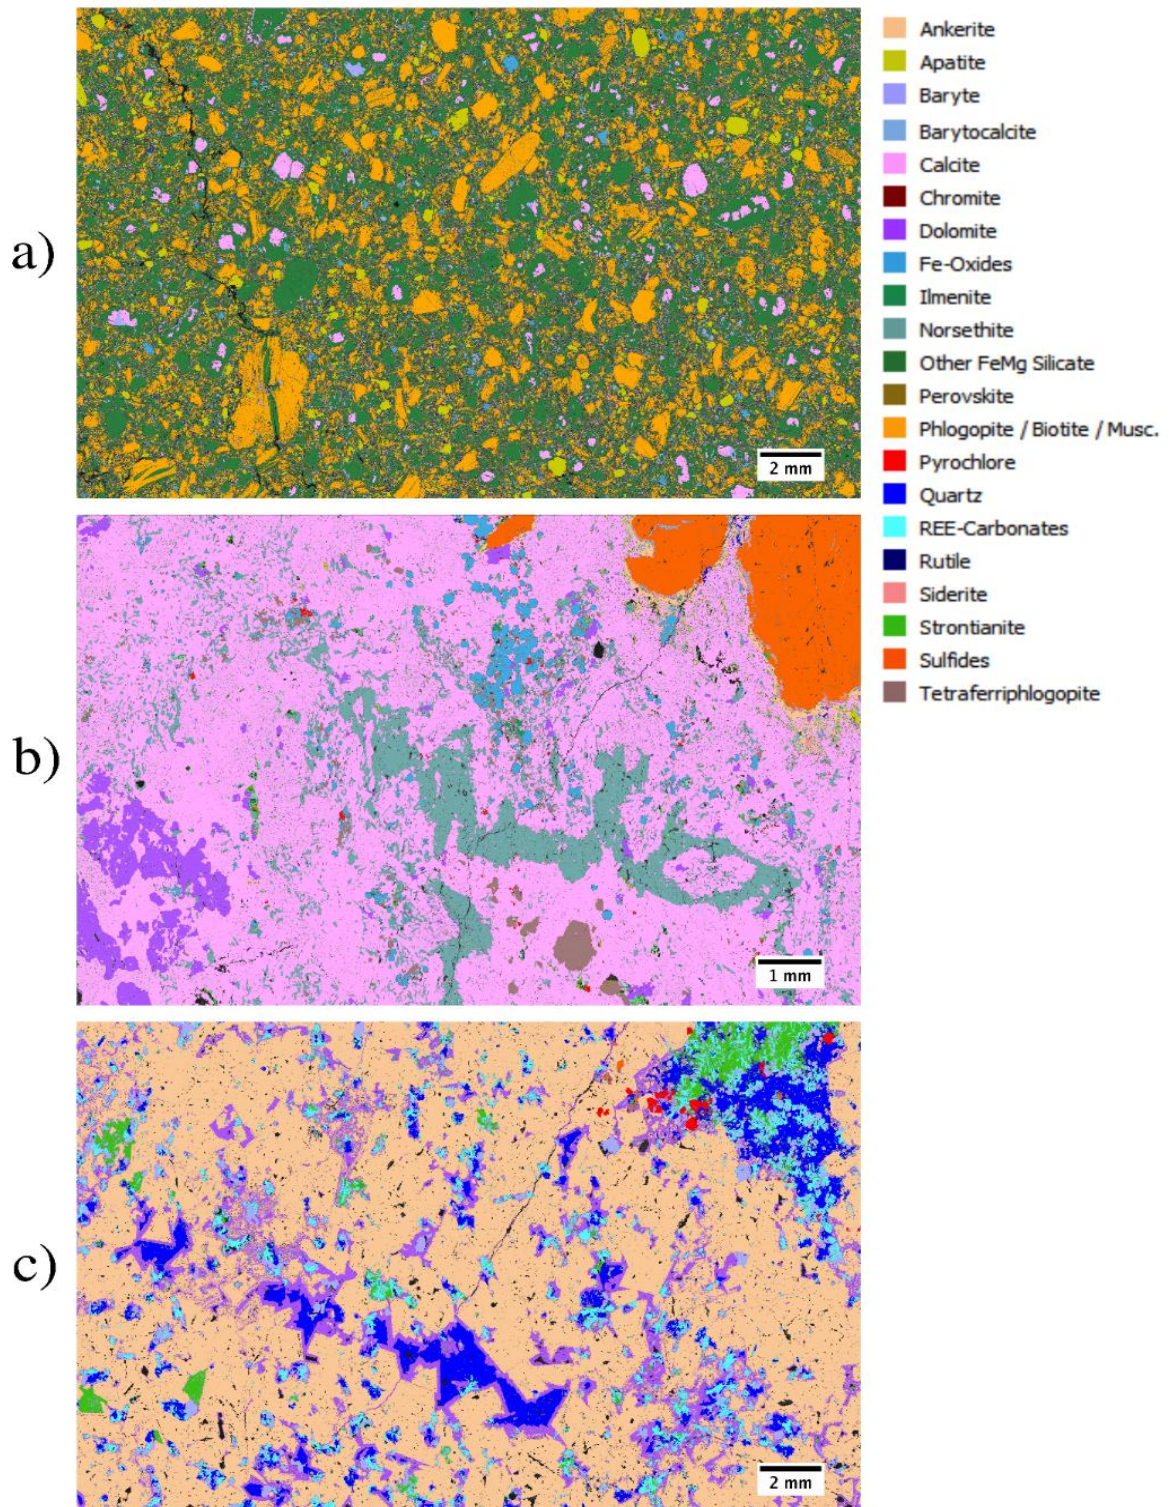 a)
2 mm
b)
1 mm
c)
2 mm
Ankerite
Apatite
Baryte
Barytocalcite
Calcite
Chromite
Dolomite
Fe-Oxides
Ilmenite
Norsethite
Other FeMg Silicate
Perovskite
Phlogopite / Biotite / Musc.
Pyrochlore
Quartz
REE-Carbonates
Rutile
Siderite
Strontianite
Sulfides
Tetraferriphlogopite